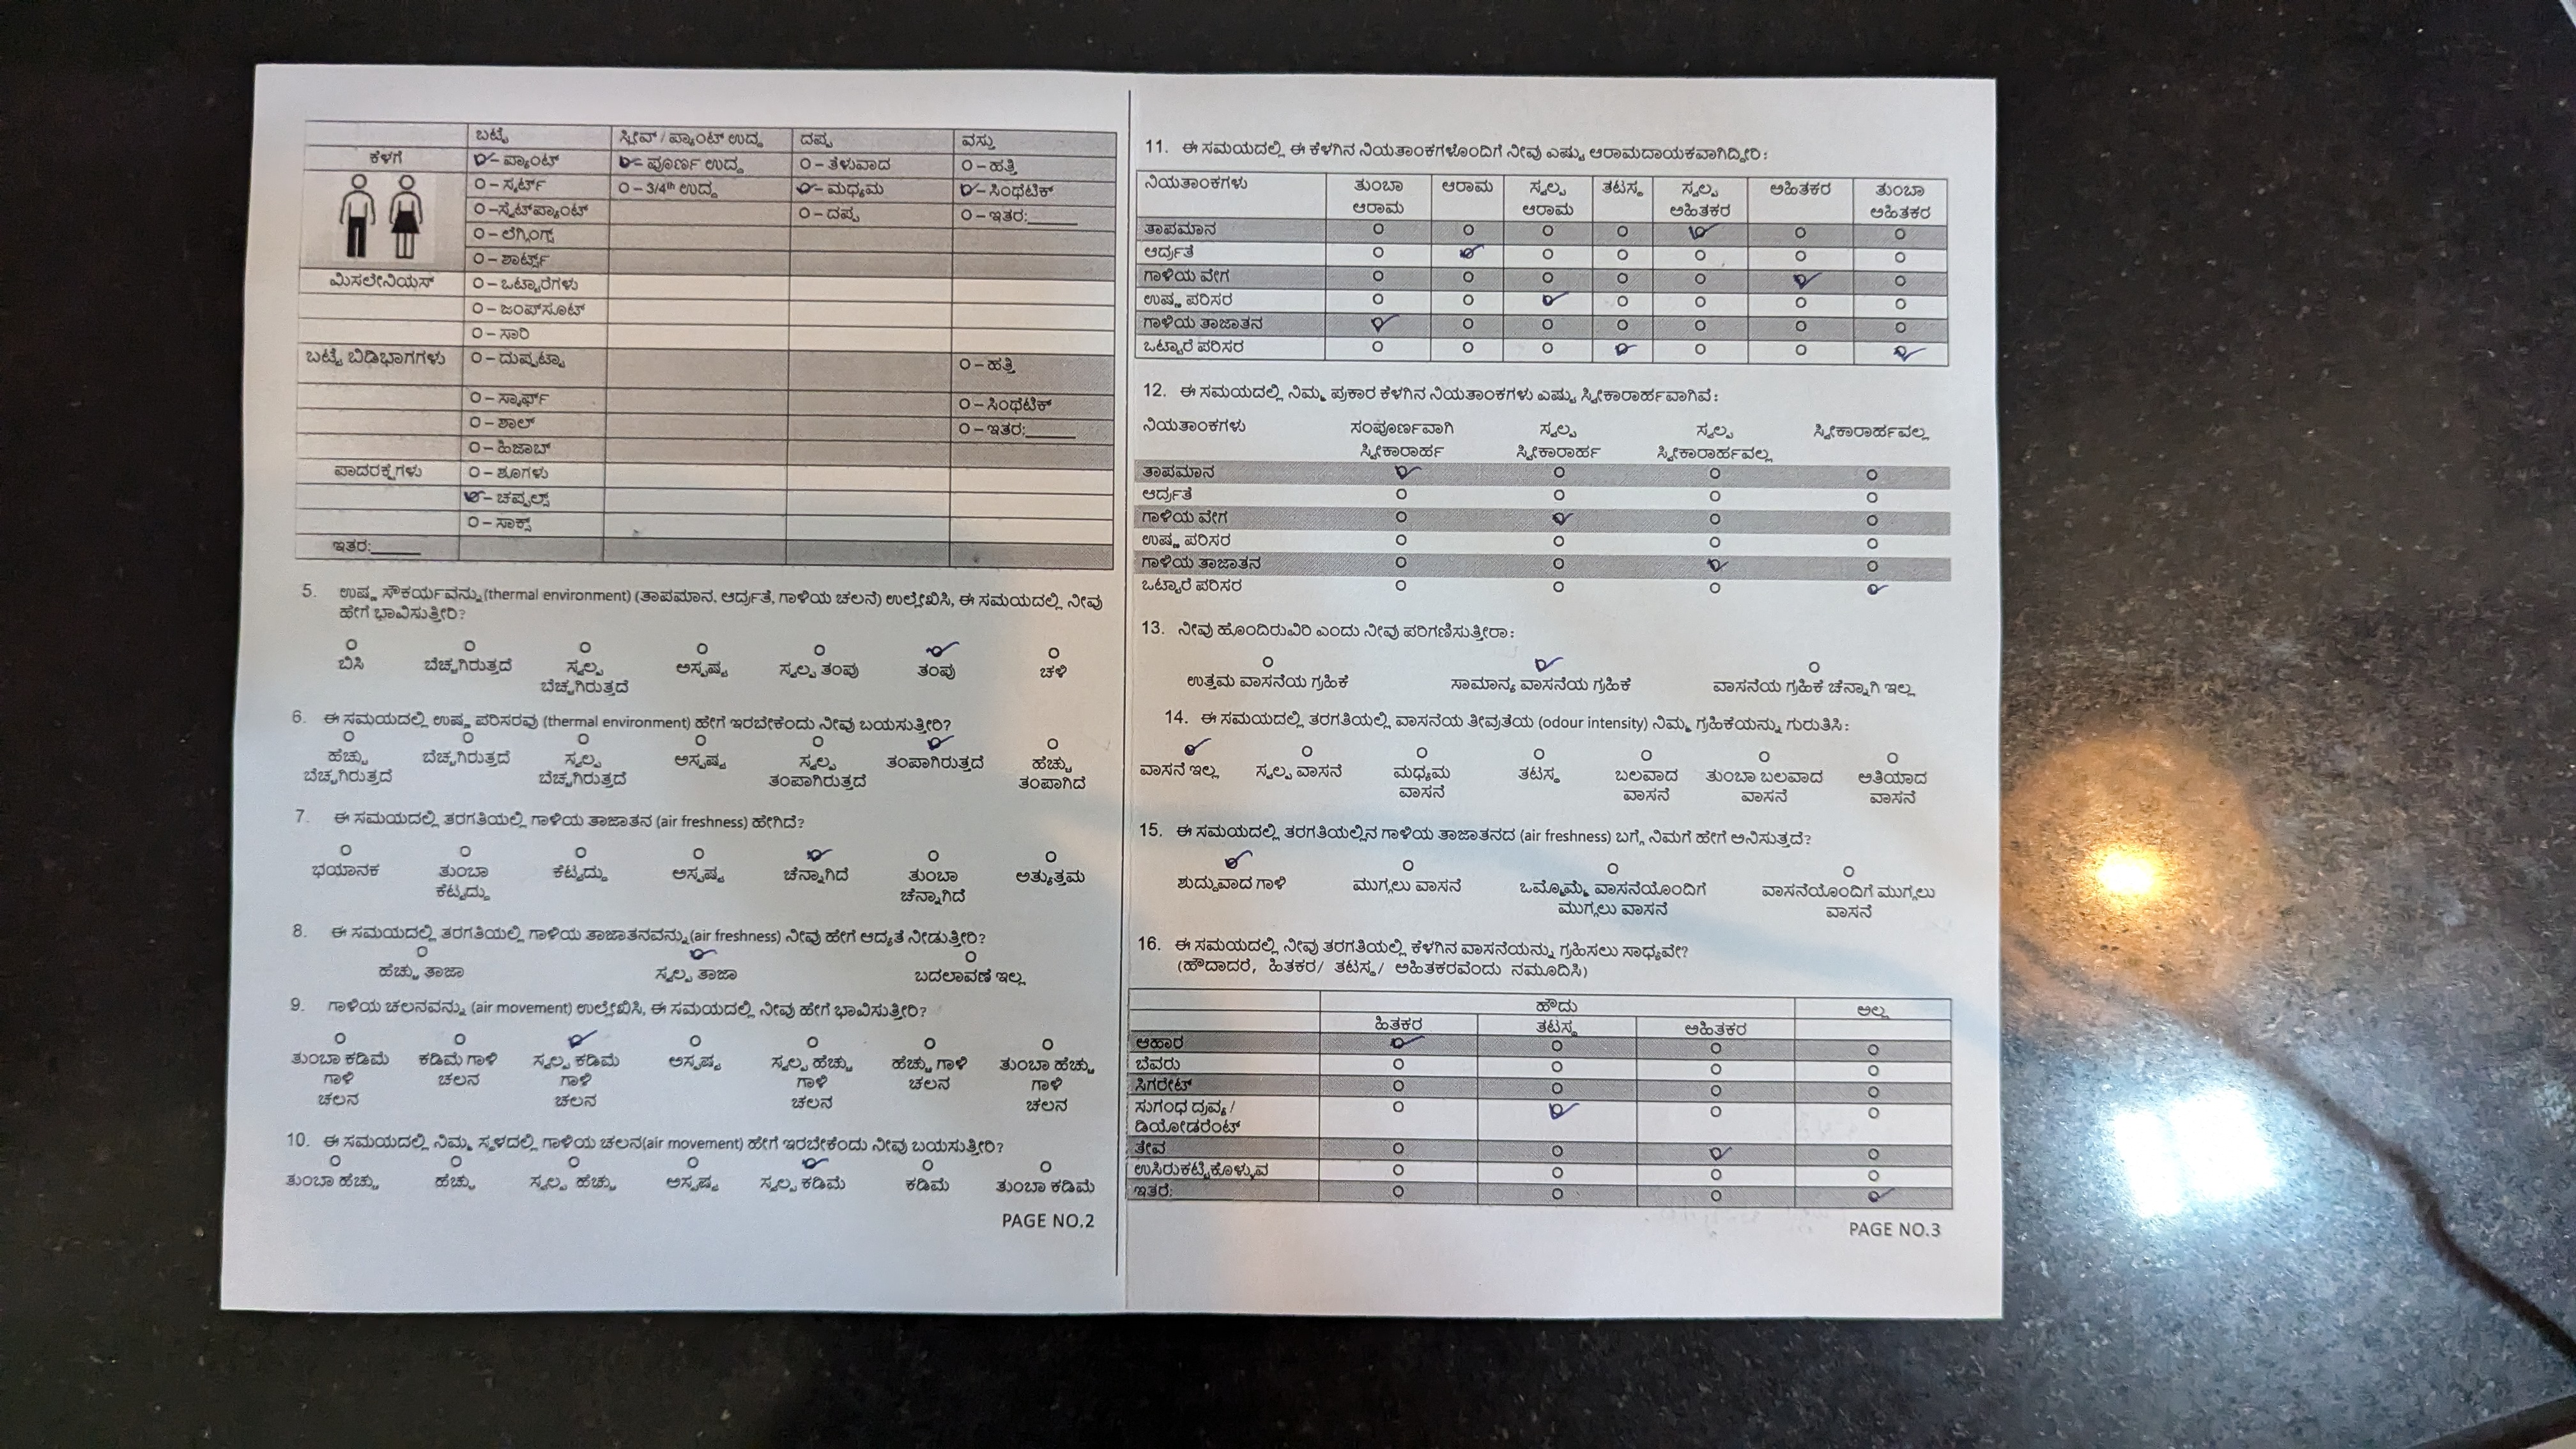 ಬಟ್ಟೆ ಸ್ಲೀವ್ / ಪ್ಯಾಂಟ್ ಉದ್ದ ದಪ್ಪ ವಸ್ತು
ಕೆಳಗೆ O – ಪ್ಯಾಂಟ್ O – ಪೂರ್ಣ ಉದ್ದ O – ತೆಳುವಾದ O – ಹತ್ತಿ
O – ಸ್ಕರ್ಟ್ O – 3/4th ಉದ್ದ O – ಮಧ್ಯಮ O – ಸಿಂಥೆಟಿಕ್
O –ಸ್ವೆಟ್‌ಪ್ಯಾಂಟ್ O – ದಪ್ಪ O – ಇತರ:______
O – ಲೆಗ್ಗಿಂಗ್ಸ್
O – ಶಾರ್ಟ್ಸ್
ಮಿಸಲೇನಿಯಸ್ O – ಒಟ್ಟಾರೆಗಳು
O – ಜಂಪ್‌ಸೂಟ್
O – ಸಾರಿ
ಬಟ್ಟೆ ಬಿಡಿಭಾಗಗಳು O – ದುಪ್ಪಟ್ಟಾ O – ಹತ್ತಿ
O – ಸ್ಕಾರ್ಫ್ O – ಸಿಂಥೆಟಿಕ್
O – ಶಾಲ್ O – ಇತರ:______
O – ಹಿಜಾಬ್
ಪಾದರಕ್ಷೆಗಳು O – ಶೂಗಳು
O – ಚಪ್ಪಲ್ಸ್
O – ಸಾಕ್ಸ್
ಇತರ:______
5. ಉಷ್ಣ ಸೌಕರ್ಯವನ್ನು (thermal environment) (ತಾಪಮಾನ, ಆರ್ದ್ರತೆ, ಗಾಳಿಯ ಚಲನೆ) ಉಲ್ಲೇಖಿಸಿ, ಈ ಸಮಯದಲ್ಲಿ ನೀವು
ಹೇಗೆ ಭಾವಿಸುತ್ತೀರಿ?
O O O O O O O
ಬಿಸಿ ಬೆಚ್ಚಗಿರುತ್ತದೆ ಸ್ವಲ್ಪ ಅಸ್ಪಷ್ಟ ಸ್ವಲ್ಪ ತಂಪು ತಂಪು ಚಳಿ
ಬೆಚ್ಚಗಿರುತ್ತದೆ
6. ಈ ಸಮಯದಲ್ಲಿ ಉಷ್ಣ ಪರಿಸರವು (thermal environment) ಹೇಗೆ ಇರಬೇಕೆಂದು ನೀವು ಬಯಸುತ್ತೀರಿ?
O O O O O O O
ಹೆಚ್ಚು ಬೆಚ್ಚಗಿರುತ್ತದೆ ಸ್ವಲ್ಪ ಅಸ್ಪಷ್ಟ ಸ್ವಲ್ಪ ತಂಪಾಗಿರುತ್ತದೆ ಹೆಚ್ಚು
ಬೆಚ್ಚಗಿರುತ್ತದೆ ಬೆಚ್ಚಗಿರುತ್ತದೆ ತಂಪಾಗಿರುತ್ತದೆ ತಂಪಾಗಿದೆ
7. ಈ ಸಮಯದಲ್ಲಿ ತರಗತಿಯಲ್ಲಿ ಗಾಳಿಯ ತಾಜಾತನ (air freshness) ಹೇಗಿದೆ?
O O O O O O O
ಭಯಾನಕ ತುಂಬಾ ಕೆಟ್ಟದ್ದು ಅಸ್ಪಷ್ಟ ಚೆನ್ನಾಗಿದೆ ತುಂಬಾ ಅತ್ಯುತ್ತಮ
ಕೆಟ್ಟದ್ದು ಚೆನ್ನಾಗಿದೆ
8. ಈ ಸಮಯದಲ್ಲಿ ತರಗತಿಯಲ್ಲಿ ಗಾಳಿಯ ತಾಜಾತನವನ್ನು (air freshness) ನೀವು ಹೇಗೆ ಆದ್ಯತೆ ನೀಡುತ್ತೀರಿ?
O O O
ಹೆಚ್ಚು ತಾಜಾ ಸ್ವಲ್ಪ ತಾಜಾ ಬದಲಾವಣೆ ಇಲ್ಲ
9. ಗಾಳಿಯ ಚಲನವನ್ನು (air movement) ಉಲ್ಲೇಖಿಸಿ, ಈ ಸಮಯದಲ್ಲಿ ನೀವು ಹೇಗೆ ಭಾವಿಸುತ್ತೀರಿ?
O O O O O O O
ತುಂಬಾ ಕಡಿಮೆ ಕಡಿಮೆ ಗಾಳಿ ಸ್ವಲ್ಪ ಕಡಿಮೆ ಅಸ್ಪಷ್ಟ ಸ್ವಲ್ಪ ಹೆಚ್ಚು ಹೆಚ್ಚು ಗಾಳಿ ತುಂಬಾ ಹೆಚ್ಚು
ಗಾಳಿ ಚಲನ ಗಾಳಿ ಗಾಳಿ ಚಲನ ಗಾಳಿ
ಚಲನ ಚಲನ ಚಲನ ಚಲನ
10. ಈ ಸಮಯದಲ್ಲಿ ನಿಮ್ಮ ಸ್ಥಳದಲ್ಲಿ ಗಾಳಿಯ ಚಲನ(air movement) ಹೇಗೆ ಇರಬೇಕೆಂದು ನೀವು ಬಯಸುತ್ತೀರಿ?
O O O O O O O
ತುಂಬಾ ಹೆಚ್ಚು ಹೆಚ್ಚು ಸ್ವಲ್ಪ ಹೆಚ್ಚು ಅಸ್ಪಷ್ಟ ಸ್ವಲ್ಪ ಕಡಿಮೆ ಕಡಿಮೆ ತುಂಬಾ ಕಡಿಮೆ
PAGE NO.2
11. ಈ ಸಮಯದಲ್ಲಿ ಈ ಕೆಳಗಿನ ನಿಯತಾಂಕಗಳೊಂದಿಗೆ ನೀವು ಎಷ್ಟು ಆರಾಮದಾಯಕವಾಗಿದ್ದೀರಿ:
ನಿಯತಾಂಕಗಳು ತುಂಬಾ ಆರಾಮ ಸ್ವಲ್ಪ ತಟಸ್ಥ ಸ್ವಲ್ಪ ಅಹಿತಕರ ತುಂಬಾ
ಆರಾಮ ಆರಾಮ ಅಹಿತಕರ ಅಹಿತಕರ
ತಾಪಮಾನ O O O O O O O
ಆರ್ದ್ರತೆ O O O O O O O
ಗಾಳಿಯ ವೇಗ O O O O O O O
ಉಷ್ಣ ಪರಿಸರ O O O O O O O
ಗಾಳಿಯ ತಾಜಾತನ O O O O O O O
ಒಟ್ಟಾರೆ ಪರಿಸರ O O O O O O O
12. ಈ ಸಮಯದಲ್ಲಿ ನಿಮ್ಮ ಪ್ರಕಾರ ಕೆಳಗಿನ ನಿಯತಾಂಕಗಳು ಎಷ್ಟು ಸ್ವೀಕಾರಾರ್ಹವಾಗಿವೆ:
ನಿಯತಾಂಕಗಳು ಸಂಪೂರ್ಣವಾಗಿ ಸ್ವಲ್ಪ ಸ್ವಲ್ಪ ಸ್ವೀಕಾರಾರ್ಹವಲ್ಲ
ಸ್ವೀಕಾರಾರ್ಹ ಸ್ವೀಕಾರಾರ್ಹ ಸ್ವೀಕಾರಾರ್ಹವಲ್ಲ
ತಾಪಮಾನ O O O O
ಆರ್ದ್ರತೆ O O O O
ಗಾಳಿಯ ವೇಗ O O O O
ಉಷ್ಣ ಪರಿಸರ O O O O
ಗಾಳಿಯ ತಾಜಾತನ O O O O
ಒಟ್ಟಾರೆ ಪರಿಸರ O O O O
13. ನೀವು ಹೊಂದಿರುವಿರಿ ಎಂದು ನೀವು ಪರಿಗಣಿಸುತ್ತೀರಾ:
O O O
ಉತ್ತಮ ವಾಸನೆಯ ಗ್ರಹಿಕೆ ಸಾಮಾನ್ಯ ವಾಸನೆಯ ಗ್ರಹಿಕೆ ವಾಸನೆಯ ಗ್ರಹಿಕೆ ಚೆನ್ನಾಗಿ ಇಲ್ಲ
14. ಈ ಸಮಯದಲ್ಲಿ ತರಗತಿಯಲ್ಲಿ ವಾಸನೆಯ ತೀವ್ರತೆಯ (odour intensity) ನಿಮ್ಮ ಗ್ರಹಿಕೆಯನ್ನು ಗುರುತಿಸಿ:
O O O O O O O
ವಾಸನೆ ಇಲ್ಲ ಸ್ವಲ್ಪ ವಾಸನೆ ಮಧ್ಯಮ ತಟಸ್ಥ ಬಲವಾದ ತುಂಬಾ ಬಲವಾದ ಅತಿಯಾದ
ವಾಸನೆ ವಾಸನೆ ವಾಸನೆ ವಾಸನೆ
15. ಈ ಸಮಯದಲ್ಲಿ ತರಗತಿಯಲ್ಲಿನ ಗಾಳಿಯ ತಾಜಾತನದ (air freshness) ಬಗ್ಗೆ ನಿಮಗೆ ಹೇಗೆ ಅನಿಸುತ್ತದೆ?
O O O O
ಶುದ್ಧವಾದ ಗಾಳಿ ಮುಗ್ಗಲು ವಾಸನೆ ಒಮ್ಮೊಮ್ಮೆ ವಾಸನೆಯೊಂದಿಗೆ ವಾಸನೆಯೊಂದಿಗೆ ಮುಗ್ಗಲು
ಮುಗ್ಗಲು ವಾಸನೆ ವಾಸನೆ
16. ಈ ಸಮಯದಲ್ಲಿ ನೀವು ತರಗತಿಯಲ್ಲಿ ಕೆಳಗಿನ ವಾಸನೆಯನ್ನು ಗ್ರಹಿಸಲು ಸಾಧ್ಯವೇ?
(ಹೌದಾದರೆ, ಹಿತಕರ/ ತಟಸ್ಥ/ ಅಹಿತಕರವೆಂದು ನಮೂದಿಸಿ)
ಹೌದು ಅಲ್ಲ
ಹಿತಕರ ತಟಸ್ಥ ಅಹಿತಕರ
ಆಹಾರ O O O O
ಬೆವರು O O O O
ಸಿಗರೇಟ್ O O O O
ಸುಗಂಧ ದ್ರವ್ಯ/ O O O O
ಡಿಯೋಡರೆಂಟ್
ತೇವ O O O O
ಉಸಿರುಕಟ್ಟಿಕೊಳ್ಳುವ O O O O
ಇತರೆ: O O O O
PAGE NO.3